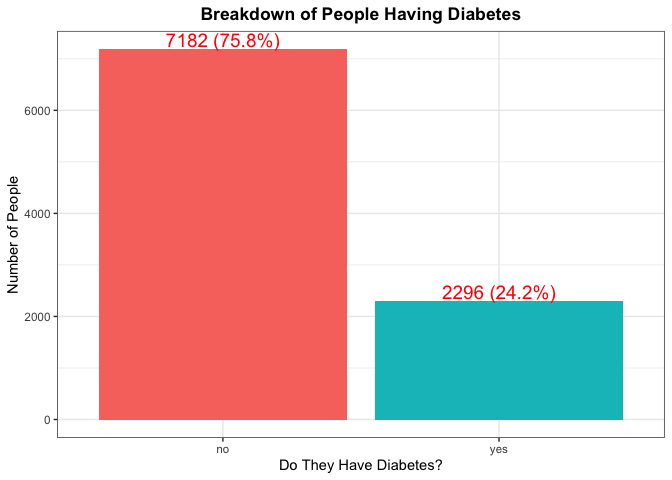 Breakdown of People Having Diabetes
7182 (75.8%)
2296 (24.2%)
Number of People
6000
4000
2000
0
no
yes
Do They Have Diabetes?